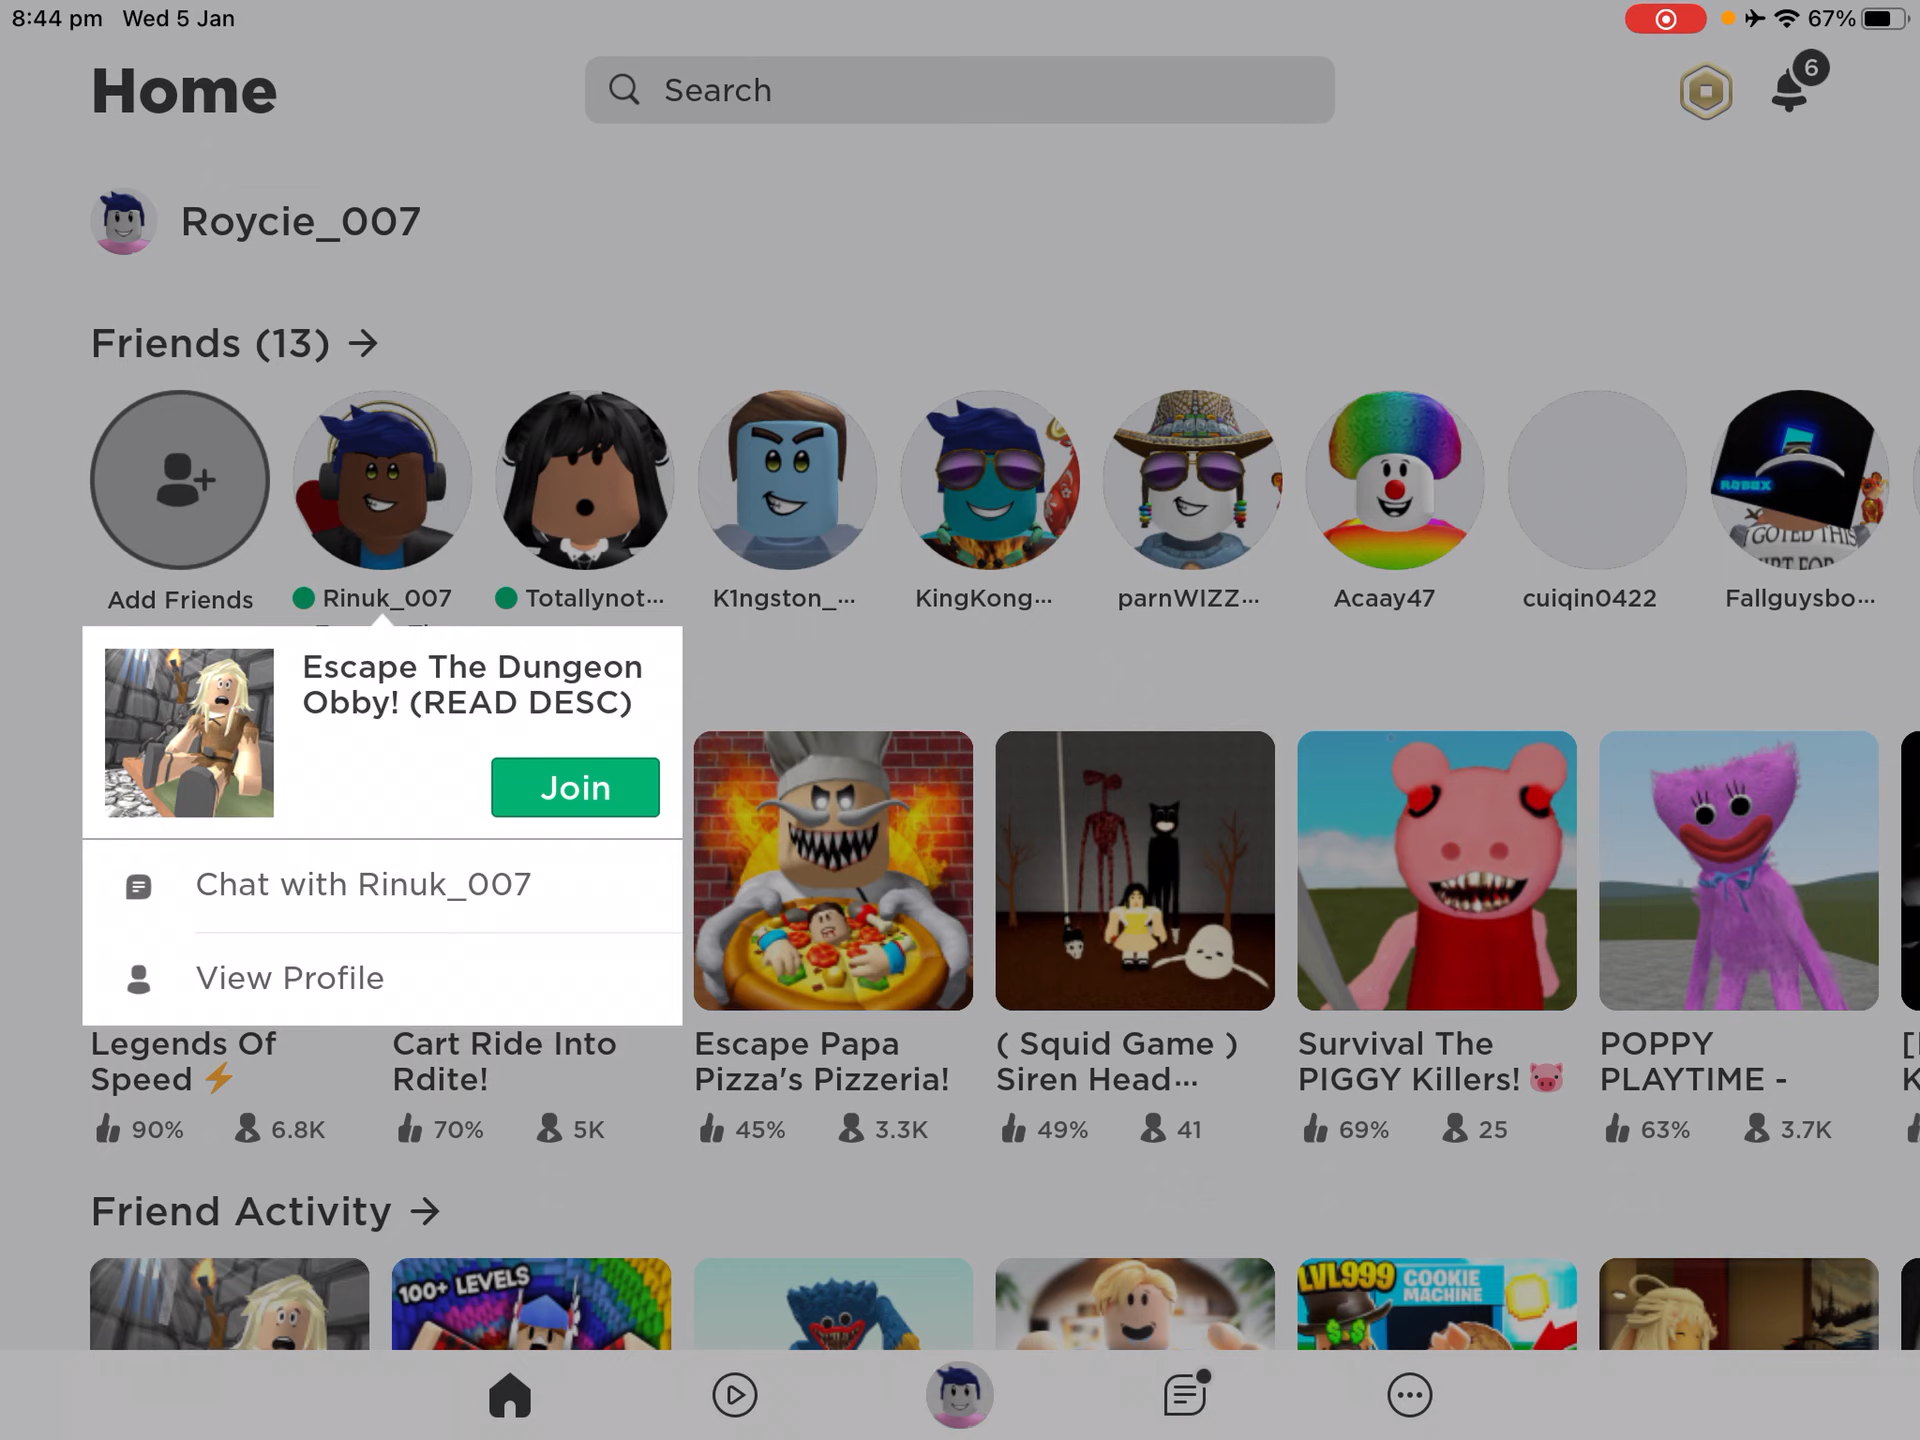 8:44 pm Wed 5 Jan
67%
Home
Search
6
Roycie_007
Friends (13) →
ROBOX
GOTED THIS
Add Friends
Rinuk_007
Totallynot...
K1ngston_...
KingKong...
parnWIZZ...
Acaay47
cuiqin0422
Fallguysbo...
Escape The Dungeon
Obby! (READ DESC)
Join
Chat with Rinuk_007
View Profile
Legends Of
Speed ⚡
Cart Ride Into
Rdite!
Escape Papa
Pizza's Pizzeria!
( Squid Game )
Siren Head...
Survival The
PIGGY Killers! 🐷
POPPY
PLAYTIME -
90% 6.8K
70% 5K
45% 3.3K
49% 41
69% 25
63% 3.7K
Friend Activity →
100+ LEVELS
LVL999
COOKIE
MACHINE